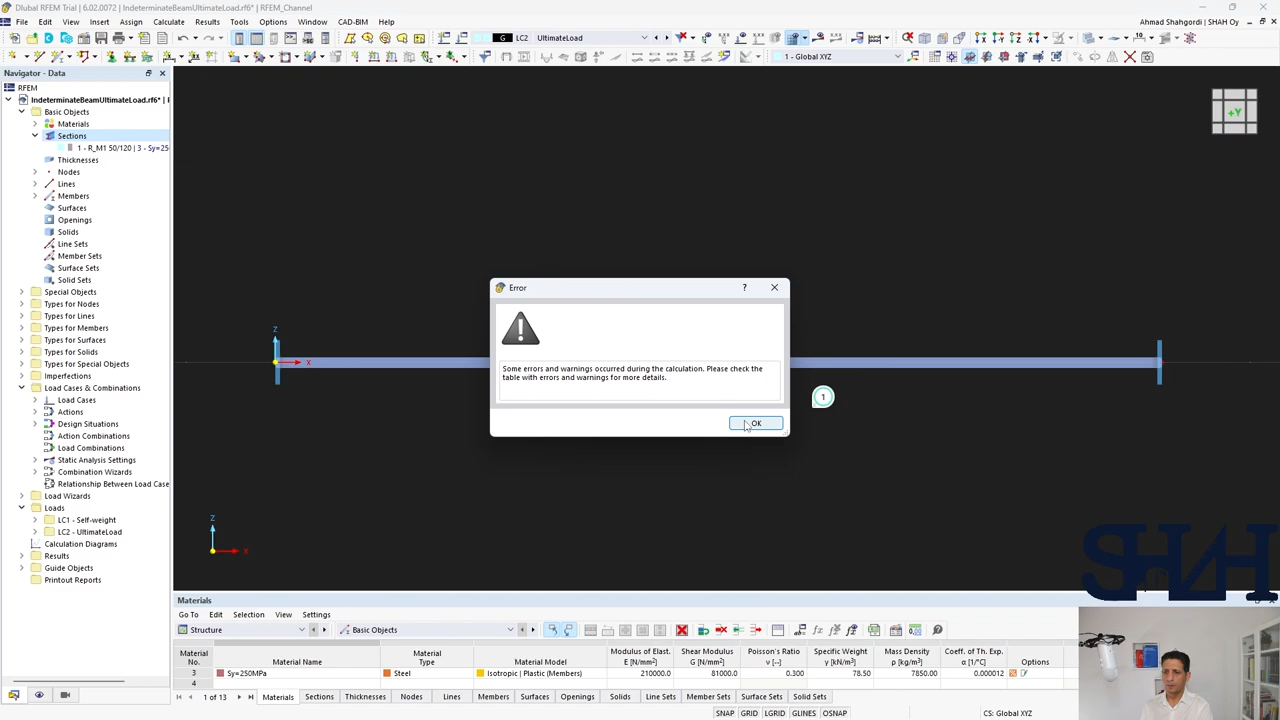 Dlubal RFEM Trial | 6.02.0072 | IndeterminateBeamUltimateLoad.rf6* | RFEM_Channel
File Edit View Insert Assign Calculate Results Tools Options Window CAD-BIM Help
Ahmad Shahgordi | SHAH Oy
G LC2 UltimateLoad
1 - Global XYZ
Navigator - Data
RFEM
IndeterminateBeamUltimateLoad.rf6* |
Basic Objects
Materials
Sections
1 - R_M1 50/120 | 3 - Sy=25
Thicknesses
Nodes
Lines
Members
Surfaces
Openings
Solids
Line Sets
Member Sets
Surface Sets
Solid Sets
Special Objects
Types for Nodes
Types for Lines
Types for Members
Types for Surfaces
Types for Solids
Types for Special Objects
Imperfections
Load Cases & Combinations
Load Cases
Actions
Design Situations
Action Combinations
Load Combinations
Static Analysis Settings
Combination Wizards
Relationship Between Load Case
Load Wizards
Loads
LC1 - Self-weight
LC2 - UltimateLoad
Calculation Diagrams
Results
Guide Objects
Printout Reports
+Y
Z
X
Z
X
Error
Some errors and warnings occurred during the calculation. Please check the
table with errors and warnings for more details.
OK
1
SHAH
Materials
Go To Edit Selection View Settings
Structure
Basic Objects
Material No.
Material Name
Material Type
Material Model
Modulus of Elast. E [N/mm²]
Shear Modulus G [N/mm²]
Poisson's Ratio ν [--]
Specific Weight γ [kN/m³]
Mass Density ρ [kg/m³]
Coeff. of Th. Exp. α [1/°C]
Options
3 Sy=250MPa Steel Isotropic | Plastic (Members) 210000.0 81000.0 0.300 78.50 7850.00 0.000012
4
1 of 13
Materials Sections Thicknesses Nodes Lines Members Surfaces Openings Solids Line Sets Member Sets Surface Sets Solid Sets
SNAP GRID LGRID GLINES OSNAP
CS: Global XYZ